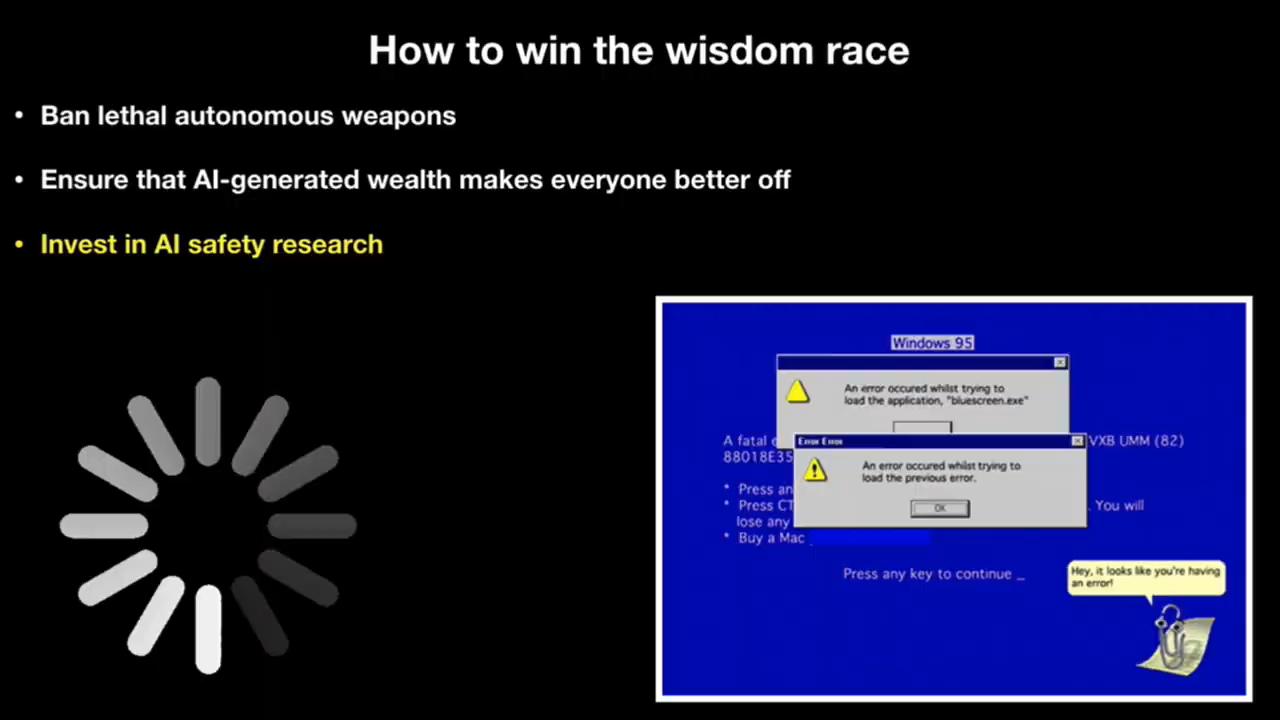 How to win the wisdom race
• Ban lethal autonomous weapons
• Ensure that AI-generated wealth makes everyone better off
• Invest in AI safety research
Windows 95
An error occured whilst trying to
load the application, "bluescreen.exe"
A fatal e
VXB UMM (82)
88018E35
Error Error
An error occured whilst trying to
load the previous error.
OK
* Press an
* Press CT
. You will
lose any
* Buy a Mac
Press any key to continue _
Hey, it looks like you're having
an error!